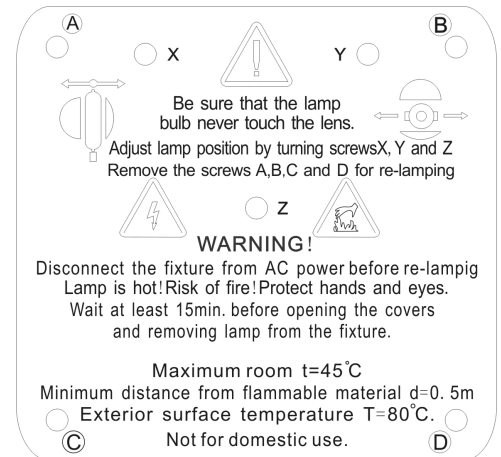 A B
X Y
Be sure that the lamp
bulb never touch the lens.
Adjust lamp position by turning screwsX, Y and Z
Remove the screws A,B,C and D for re-lamping
Z
WARNING!
Disconnect the fixture from AC power before re-lampig
Lamp is hot!Risk of fire!Protect hands and eyes.
Wait at least 15min. before opening the covers
and removing lamp from the fixture.
Maximum room t=45°C
Minimum distance from flammable material d=0.5m
Exterior surface temperature T=80°C.
C Not for domestic use. D